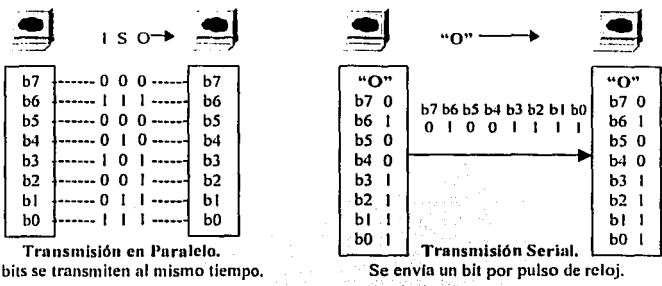 I S O
b7 0 0 0 b7
b6 1 1 1 b6
b5 0 0 0 b5
b4 0 1 0 b4
b3 1 0 1 b3
b2 0 0 1 b2
b1 0 1 1 b1
b0 1 1 1 b0
Transmisión en Paralelo.
bits se transmiten al mismo tiempo.
“O”
“O”
b7 0
b6 1
b5 0
b4 0
b3 1
b2 1
b1 1
b0 1
b7 b6 b5 b4 b3 b2 b1 b0
0 1 0 0 1 1 1 1
“O”
b7 0
b6 1
b5 0
b4 0
b3 1
b2 1
b1 1
b0 1
Transmisión Serial.
Se envía un bit por pulso de reloj.